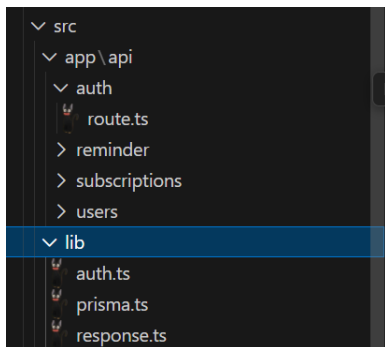 src
app\api
auth
route.ts
reminder
subscriptions
users
lib
auth.ts
prisma.ts
response.ts